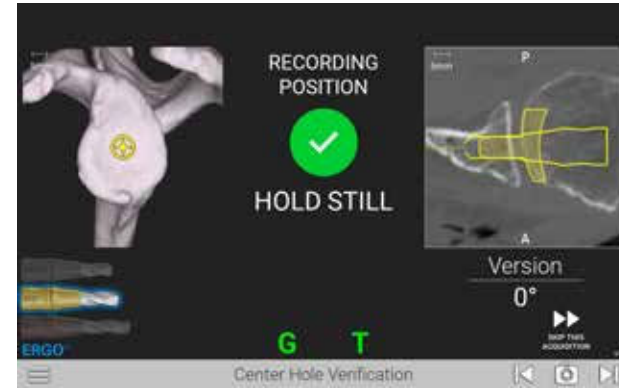 RECORDING
POSITION
HOLD STILL
P
A
Version
0°
SKIP THIS
ACQUISITION
ERGO
G T
Center Hole Verification